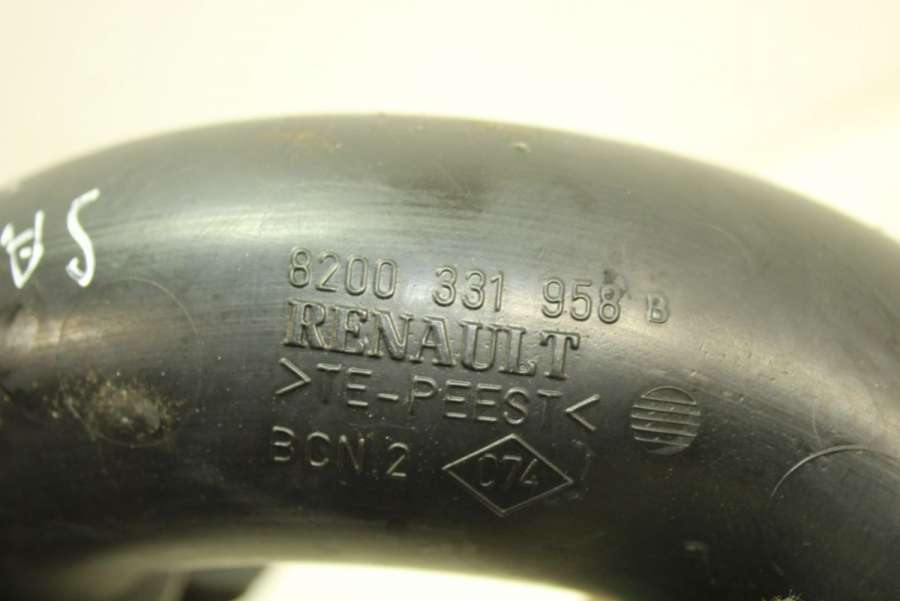 8200 331 958 B
RENAULT
>TE-PEEST<
BCN 2 C74